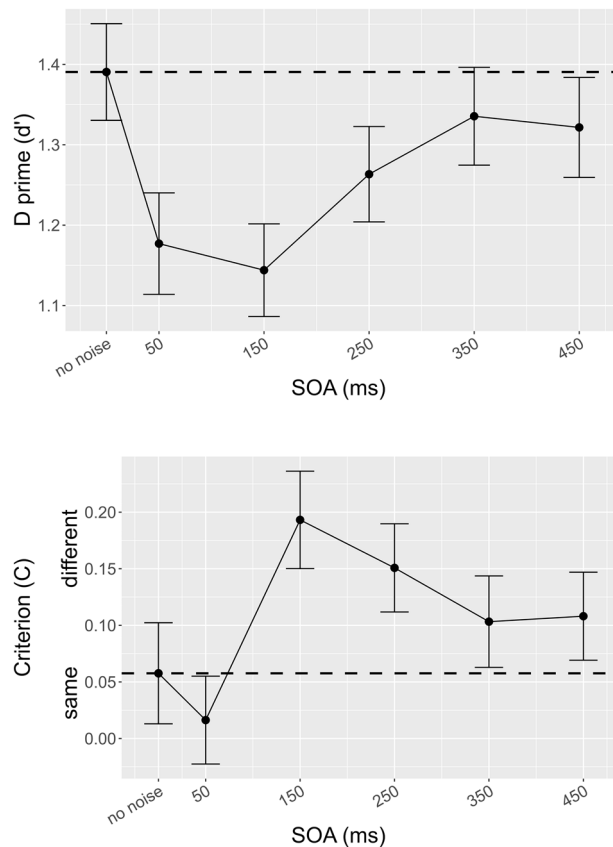 D prime (d')
1.4
1.3
1.2
1.1
no noise 50 150 250 350 450
SOA (ms)
Criterion (C)
same different
0.20
0.15
0.10
0.05
0.00
no noise 50 150 250 350 450
SOA (ms)